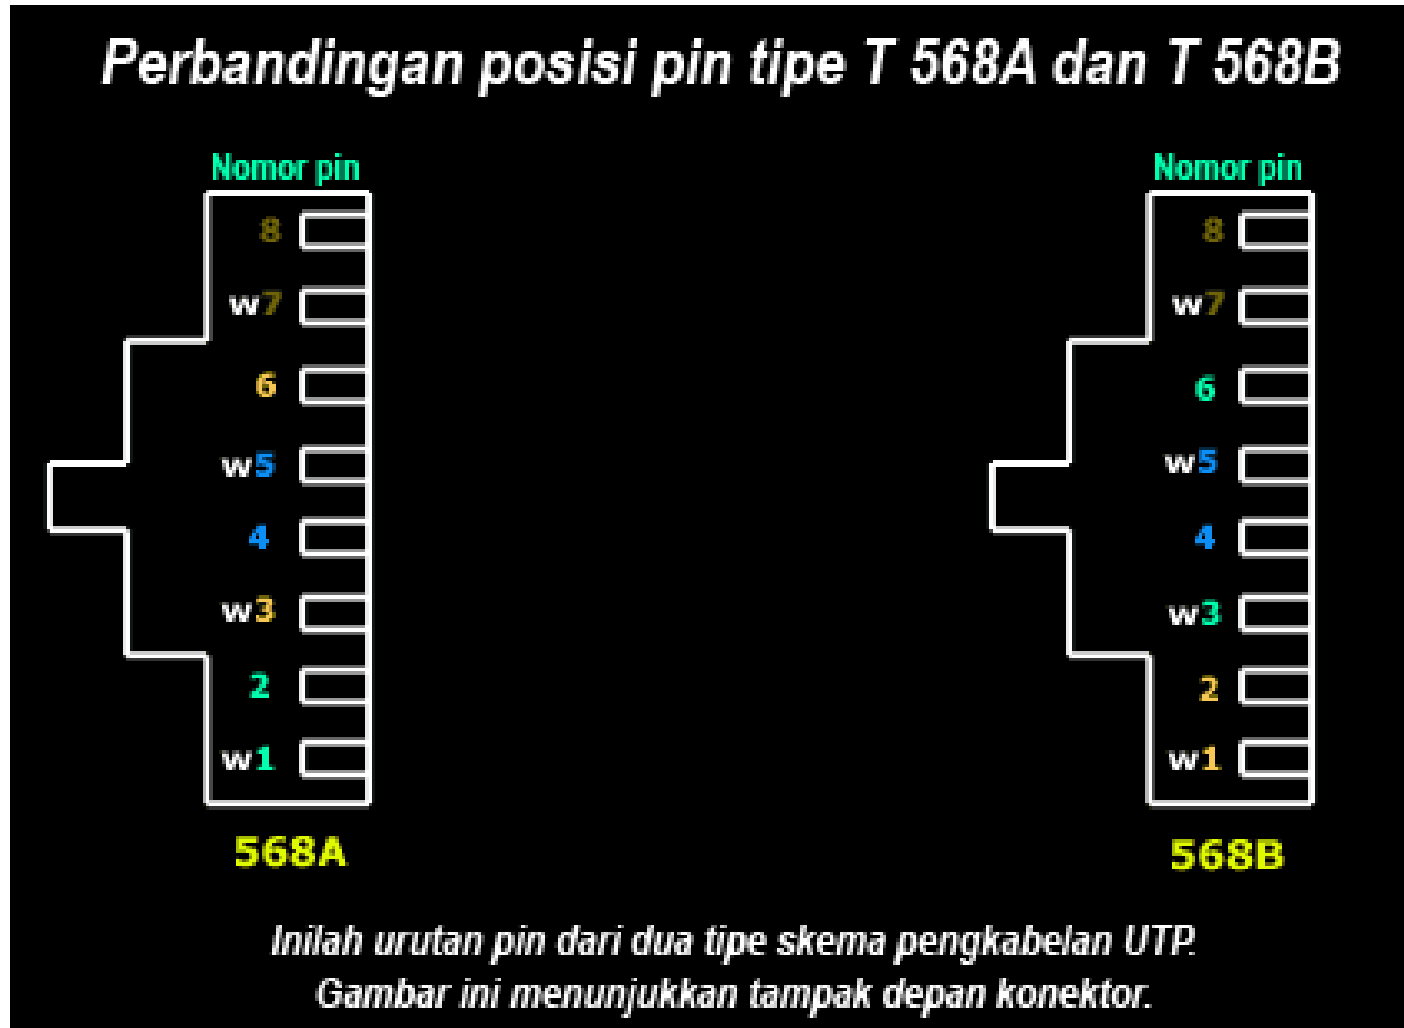 Perbandingan posisi pin tipe T 568A dan T 568B
Nomor pin
8
w7
6
w5
4
w3
2
w1
568A
Nomor pin
8
w7
6
w5
4
w3
2
w1
568B
Inilah urutan pin dari dua tipe skema pengkabelan UTP.
Gambar ini menunjukkan tampak depan konektor.